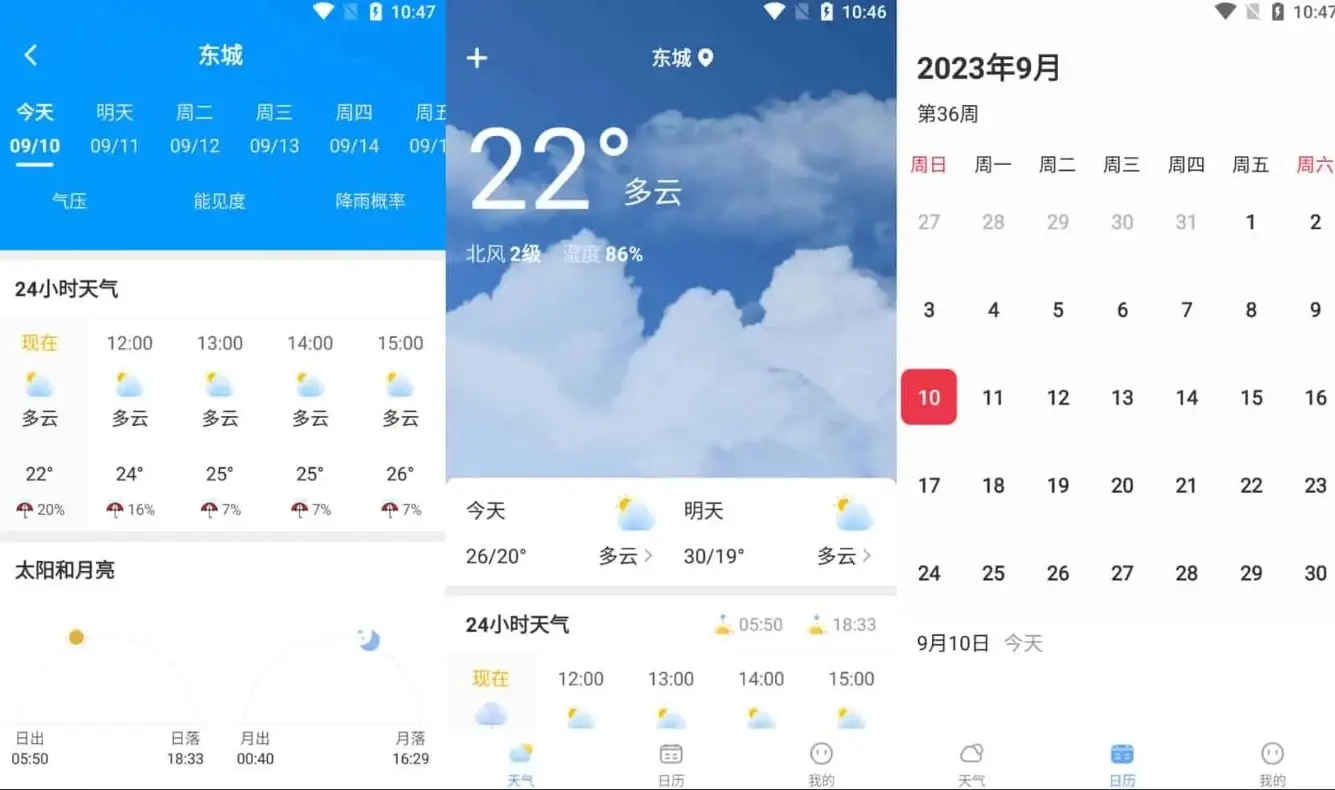 10:47
东城
今天 明天 周二 周三 周四 周五
09/10 09/11 09/12 09/13 09/14 09/1
气压 能见度 降雨概率
24小时天气
现在 12:00 13:00 14:00 15:00
多云 多云 多云 多云 多云
22° 24° 25° 25° 26°
20% 16% 7% 7% 7%
太阳和月亮
日出 日落 月出 月落
05:50 18:33 00:40 16:29
10:46
东城
22°
多云
北风 2级 湿度 86%
今天 明天
26/20° 多云 30/19° 多云
24小时天气 05:50 18:33
现在 12:00 13:00 14:00 15:00
天气 日历 我的
10:47
2023年9月
第36周
周日 周一 周二 周三 周四 周五 周六
27 28 29 30 31 1 2
3 4 5 6 7 8 9
10 11 12 13 14 15 16
17 18 19 20 21 22 23
24 25 26 27 28 29 30
9月10日 今天
天气 日历 我的